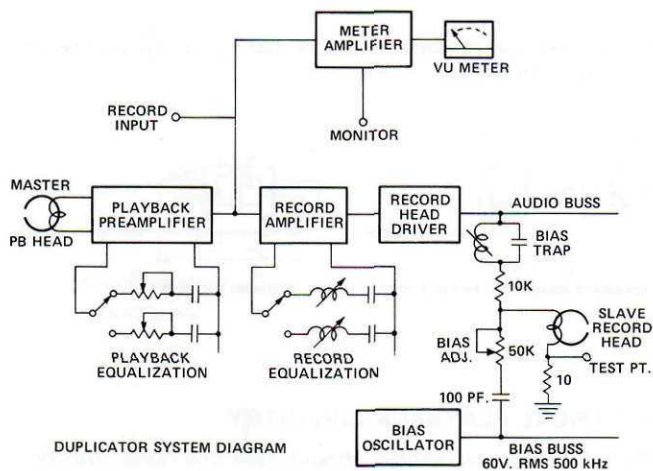 METER
AMPLIFIER
VU METER
RECORD
INPUT
MONITOR
MASTER
PB HEAD
PLAYBACK
PREAMPLIFIER
RECORD
AMPLIFIER
RECORD
HEAD
DRIVER
AUDIO BUSS
BIAS
TRAP
10K
SLAVE
RECORD
HEAD
BIAS
ADJ.
50K
TEST PT.
10
100 PF.
PLAYBACK
EQUALIZATION
RECORD
EQUALIZATION
DUPLICATOR SYSTEM DIAGRAM
BIAS
OSCILLATOR
BIAS BUSS
60V. RMS 500 kHz